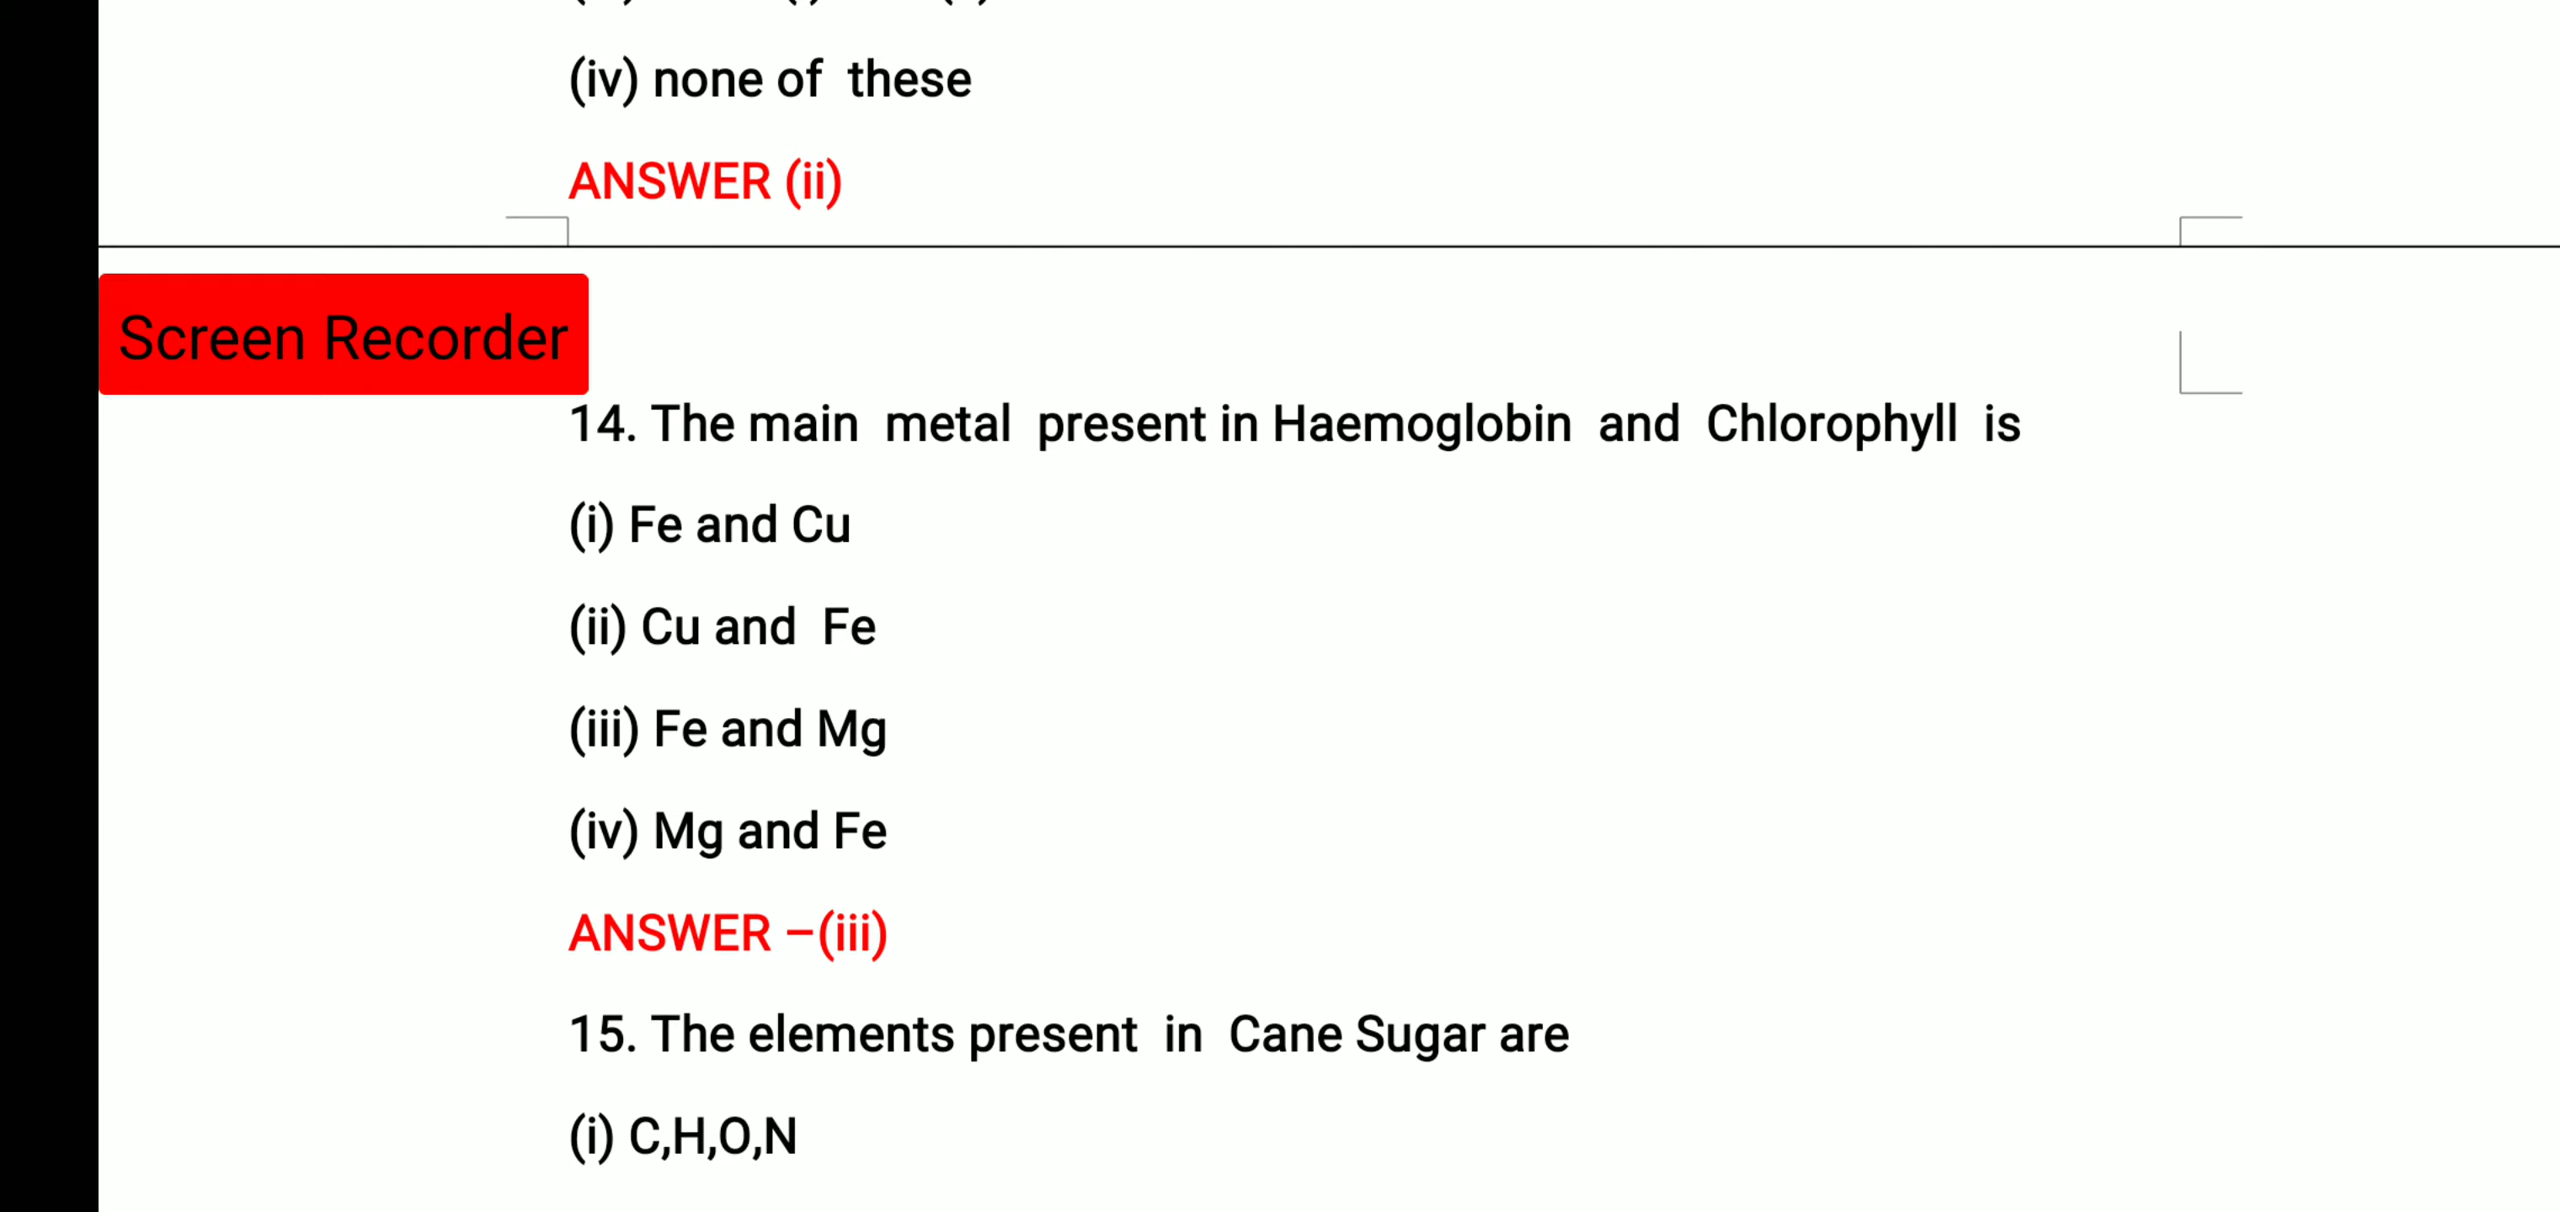 (iv) none of these
ANSWER (ii)
Screen Recorder
14. The main metal present in Haemoglobin and Chlorophyll is
(i) Fe and Cu
(ii) Cu and Fe
(iii) Fe and Mg
(iv) Mg and Fe
ANSWER –(iii)
15. The elements present in Cane Sugar are
(i) C,H,O,N